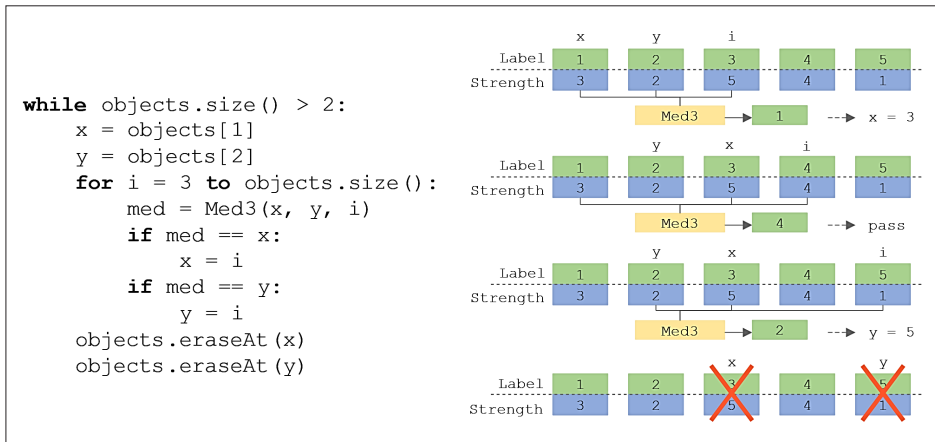 while objects.size() > 2:
x = objects[1]
y = objects[2]
for i = 3 to objects.size():
med = Med3(x, y, i)
if med == x:
x = i
if med == y:
y = i
objects.eraseAt(x)
objects.eraseAt(y)
x y i
Label 1 2 3 4 5
Strength 3 2 5 4 1
Med3 1 x = 3
y x i
Label 1 2 3 4 5
Strength 3 2 5 4 1
Med3 4 pass
y x i
Label 1 2 3 4 5
Strength 3 2 5 4 1
Med3 2 y = 5
x y
Label 1 2 3 4 5
Strength 3 2 5 4 1